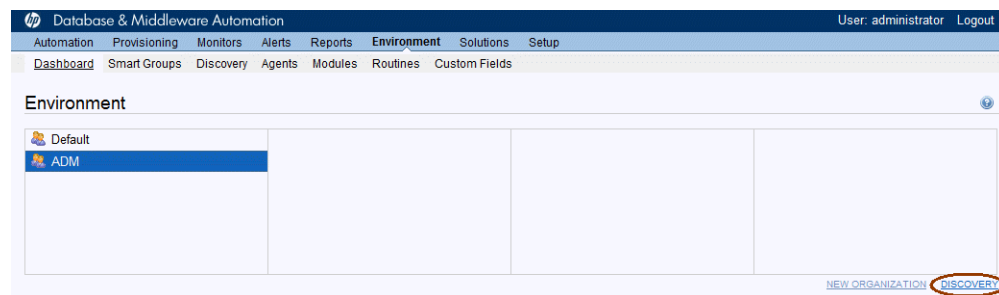 hp Database & Middleware Automation User: administrator Logout
Automation Provisioning Monitors Alerts Reports Environment Solutions Setup
Dashboard Smart Groups Discovery Agents Modules Routines Custom Fields
Environment
Default
ADM
NEW ORGANIZATION DISCOVERY